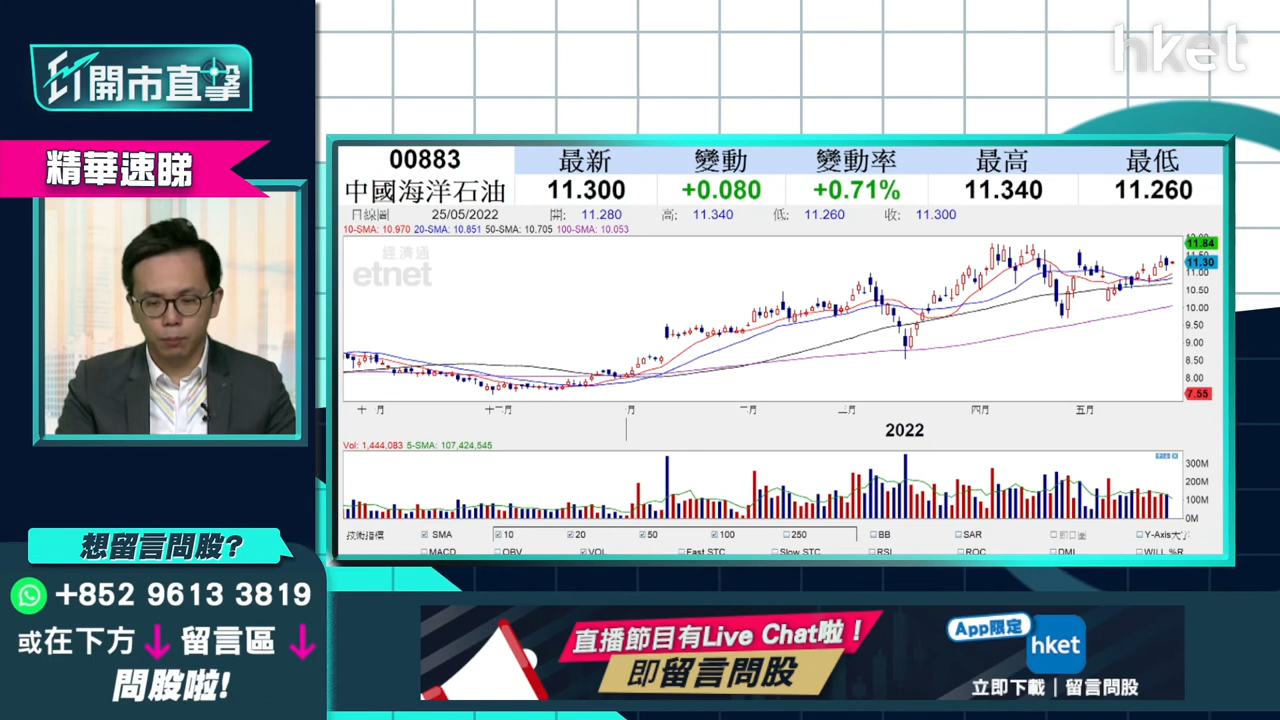 hket
ET開市直擊
精華速睇
00883
中國海洋石油
最新 變動 變動率 最高 最低
11.300 +0.080 +0.71% 11.340 11.260
日線圖 25/05/2022 開: 11.280 高: 11.340 低: 11.260 收: 11.300
10-SMA: 10.970 20-SMA: 10.851 50-SMA: 10.705 100-SMA: 10.053
經濟通
etnet
11.84
11.30
11.00
10.50
10.00
9.50
9.00
8.50
8.00
7.55
十二月 二月 三月 四月 五月
2022
Vol: 1,444,083 5-SMA: 107,424,545
300M
200M
100M
0M
技術指標 SMA 10 20 50 100 250 BB SAR Y-Axis大字
MACD OBV VOL Fast STC Slow STC RSI ROC DMI WILL %R
想留言問股?
+852 9613 3819
或在下方 留言區
問股啦!
直播節目有Live Chat啦!
即留言問股
App限定
hket
立即下載 | 留言問股